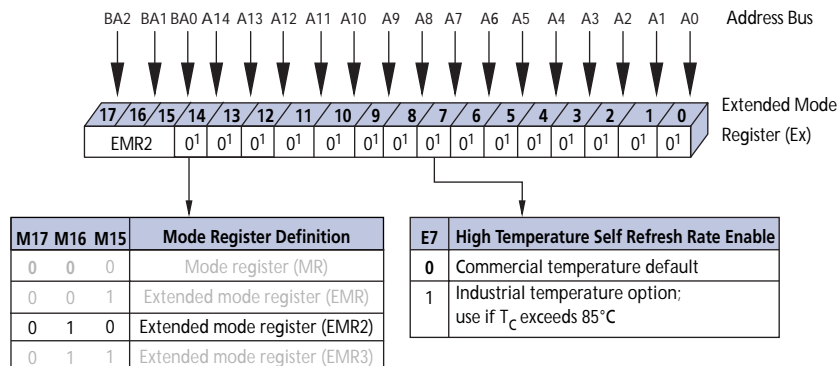 BA2 BA1 BA0 A14 A13 A12 A11 A10 A9 A8 A7 A6 A5 A4 A3 A2 A1 A0 Address Bus
17 16 15 14 13 12 11 10 9 8 7 6 5 4 3 2 1 0 Extended Mode
Register (Ex)
EMR2 0¹ 0¹ 0¹ 0¹ 0¹ 0¹ 0¹ 0¹ 0¹ 0¹ 0¹ 0¹ 0¹ 0¹ 0¹
M17 M16 M15 Mode Register Definition
0 0 0 Mode register (MR)
0 0 1 Extended mode register (EMR)
0 1 0 Extended mode register (EMR2)
0 1 1 Extended mode register (EMR3)
E7 High Temperature Self Refresh Rate Enable
0 Commercial temperature default
1 Industrial temperature option;
use if TC exceeds 85°C